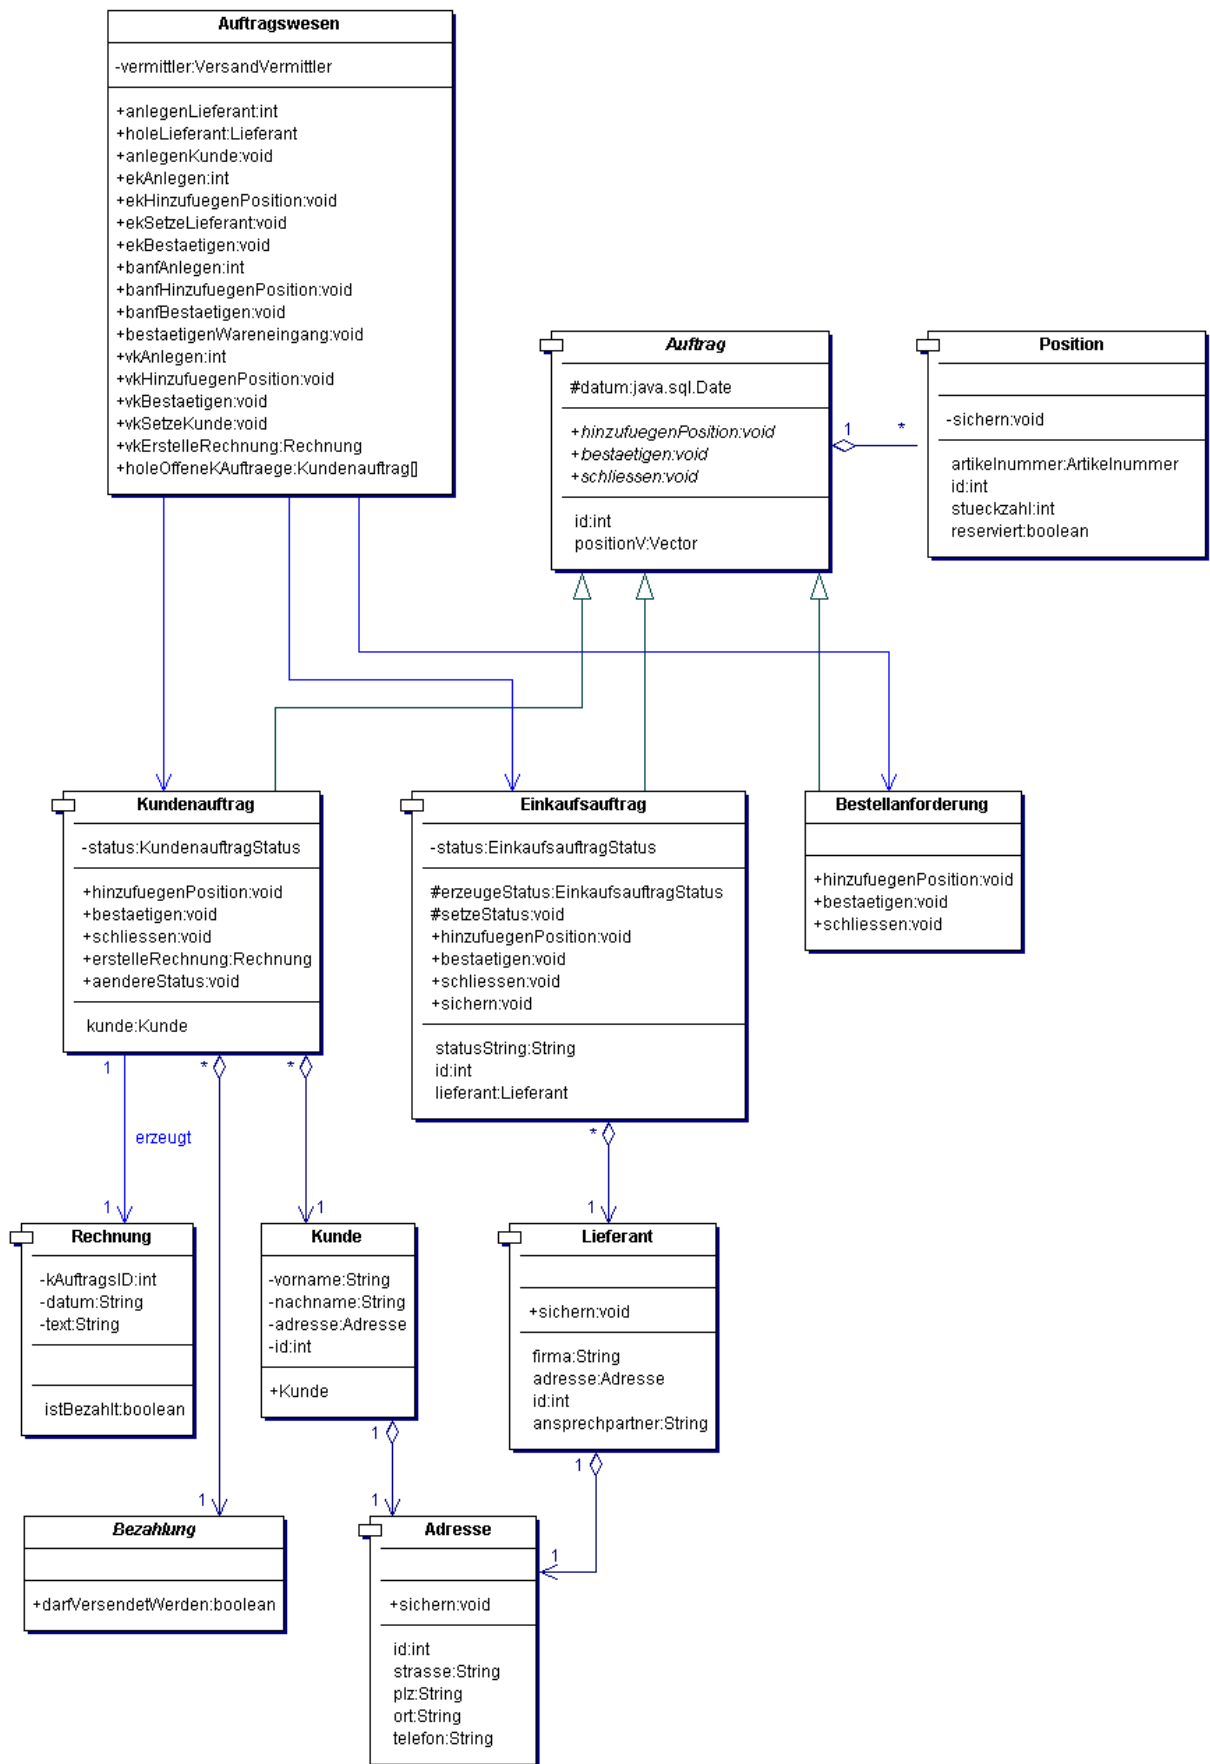 Auftragswesen
-vermittler:VersandVermittler
+anlegenLieferant:int
+holeLieferant:Lieferant
+anlegenKunde:void
+ekAnlegen:int
+ekHinzufuegenPosition:void
+ekSetzeLieferant:void
+ekBestaetigen:void
+banfAnlegen:int
+banfHinzufuegenPosition:void
+banfBestaetigen:void
+bestaetigenWareneingang:void
+vkAnlegen:int
+vkHinzufuegenPosition:void
+vkBestaetigen:void
+vkSetzeKunde:void
+vkErstelleRechnung:Rechnung
+holeOffeneKAuftraege:Kundenauftrag[]
Auftrag
#datum:java.sql.Date
+hinzufuegenPosition:void
+bestaetigen:void
+schliessen:void
id:int
positionV:Vector
1
*
Position
-sichern:void
artikelnummer:Artikelnummer
id:int
stueckzahl:int
reserviert:boolean
Kundenauftrag
-status:KundenauftragStatus
+hinzufuegenPosition:void
+bestaetigen:void
+schliessen:void
+erstelleRechnung:Rechnung
+aendereStatus:void
kunde:Kunde
Einkaufsauftrag
-status:EinkaufsauftragStatus
#erzeugeStatus:EinkaufsauftragStatus
#setzeStatus:void
+hinzufuegenPosition:void
+bestaetigen:void
+schliessen:void
+sichern:void
statusString:String
id:int
lieferant:Lieferant
Bestellanforderung
+hinzufuegenPosition:void
+bestaetigen:void
+schliessen:void
1
*
*
erzeugt
*
1
1
1
Rechnung
-kAuftragsID:int
-datum:String
-text:String
istBezahlt:boolean
Kunde
-vorname:String
-nachname:String
-adresse:Adresse
-id:int
+Kunde
Lieferant
+sichern:void
firma:String
adresse:Adresse
id:int
ansprechpartner:String
1
1
1
1
1
Bezahlung
+darfVersendetWerden:boolean
Adresse
+sichern:void
id:int
strasse:String
plz:String
ort:String
telefon:String